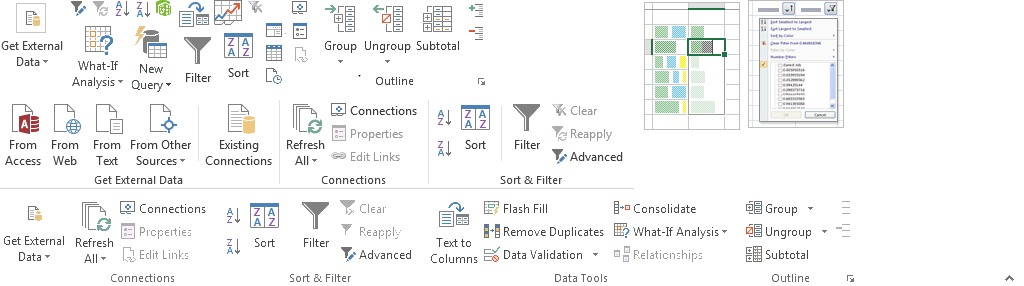 Get External
Data
What-If
Analysis
New
Query
Filter
Sort
Group
Ungroup
Subtotal
Outline
From
Access
From
Web
From
Text
From Other
Sources
Existing
Connections
Get External Data
Refresh
All
Connections
Properties
Edit Links
Connections
Sort
Filter
Clear
Reapply
Advanced
Sort & Filter
Sort Smallest to Largest
Sort Largest to Smallest
Sort by Color
Filter by Color
Number Filters
(Select All)
OK
Cancel
Get External
Data
Refresh
All
Connections
Properties
Edit Links
Connections
Sort
Filter
Clear
Reapply
Advanced
Sort & Filter
Text to
Columns
Flash Fill
Remove Duplicates
Data Validation
Consolidate
What-If Analysis
Relationships
Data Tools
Group
Ungroup
Subtotal
Outline